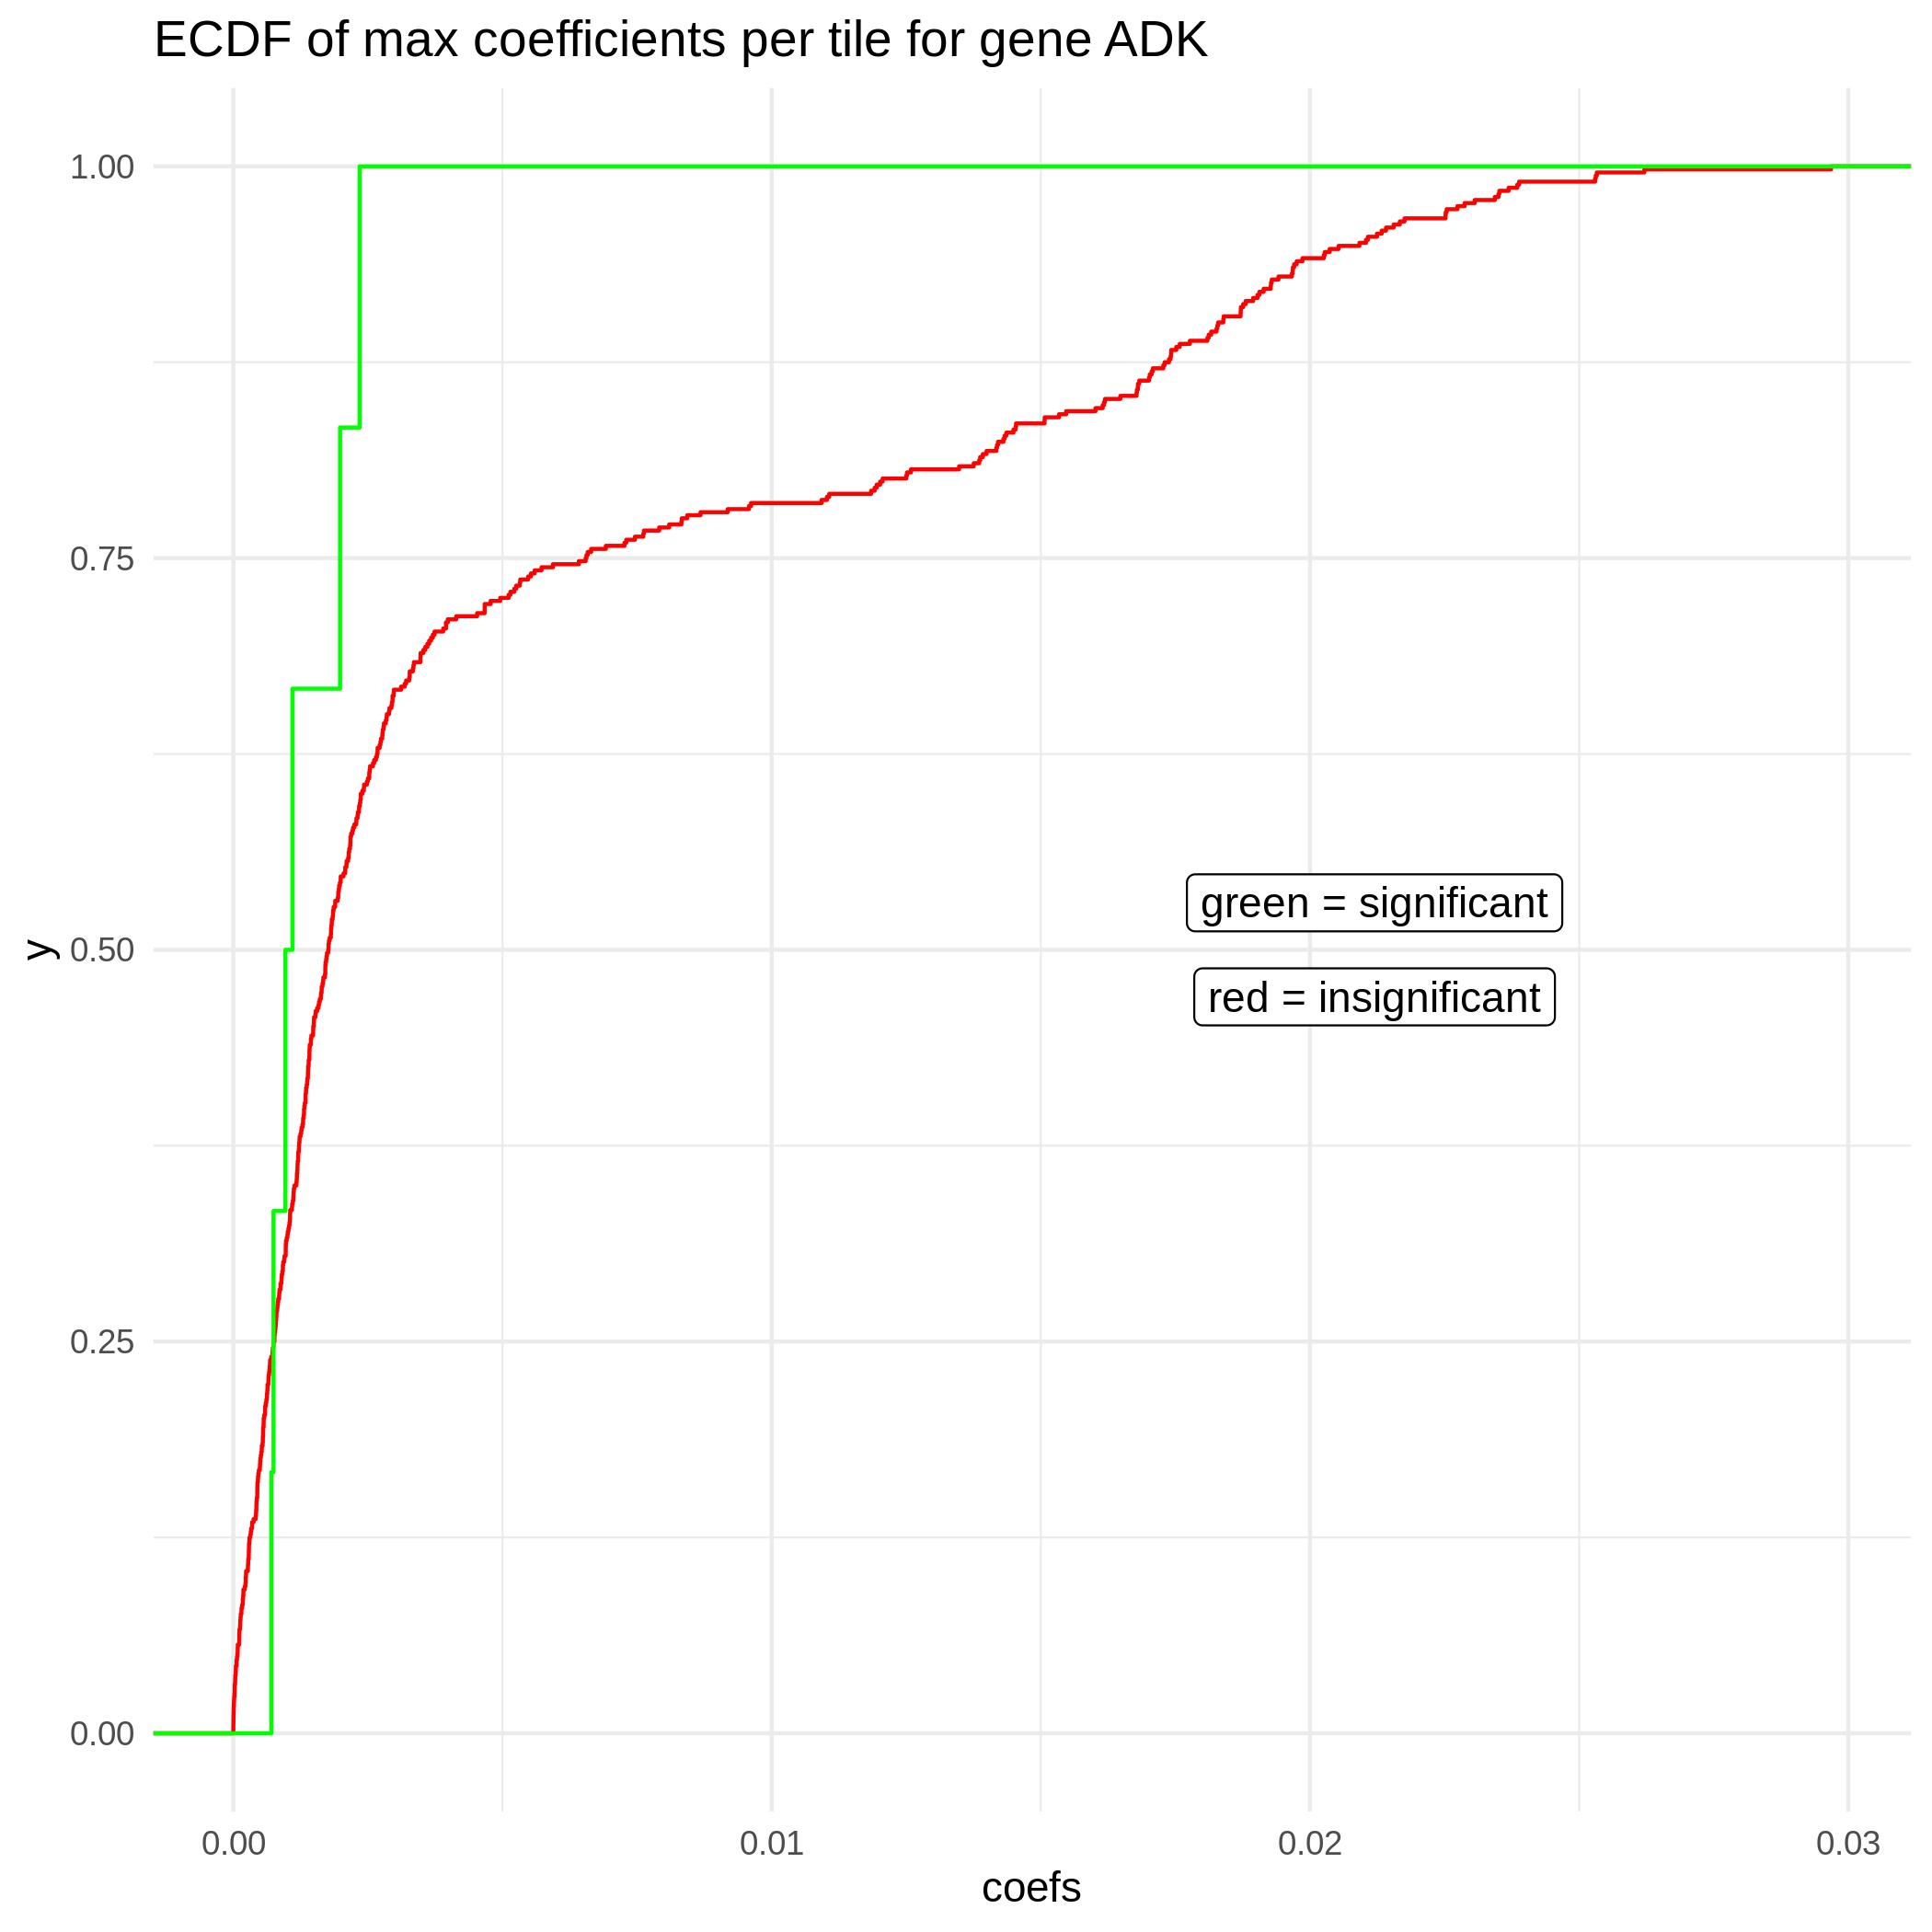 ECDF of max coefficients per tile for gene ADK
1.00
0.75
0.50
0.25
0.00
y
green = significant
red = insignificant
0.00 0.01 0.02 0.03
coefs